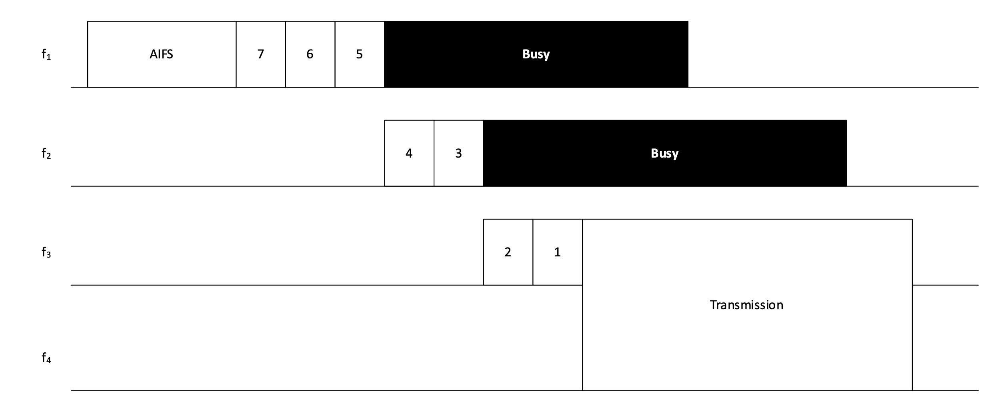 f1 AIFS 7 6 5 Busy
f2 4 3 Busy
f3 2 1
Transmission
f4